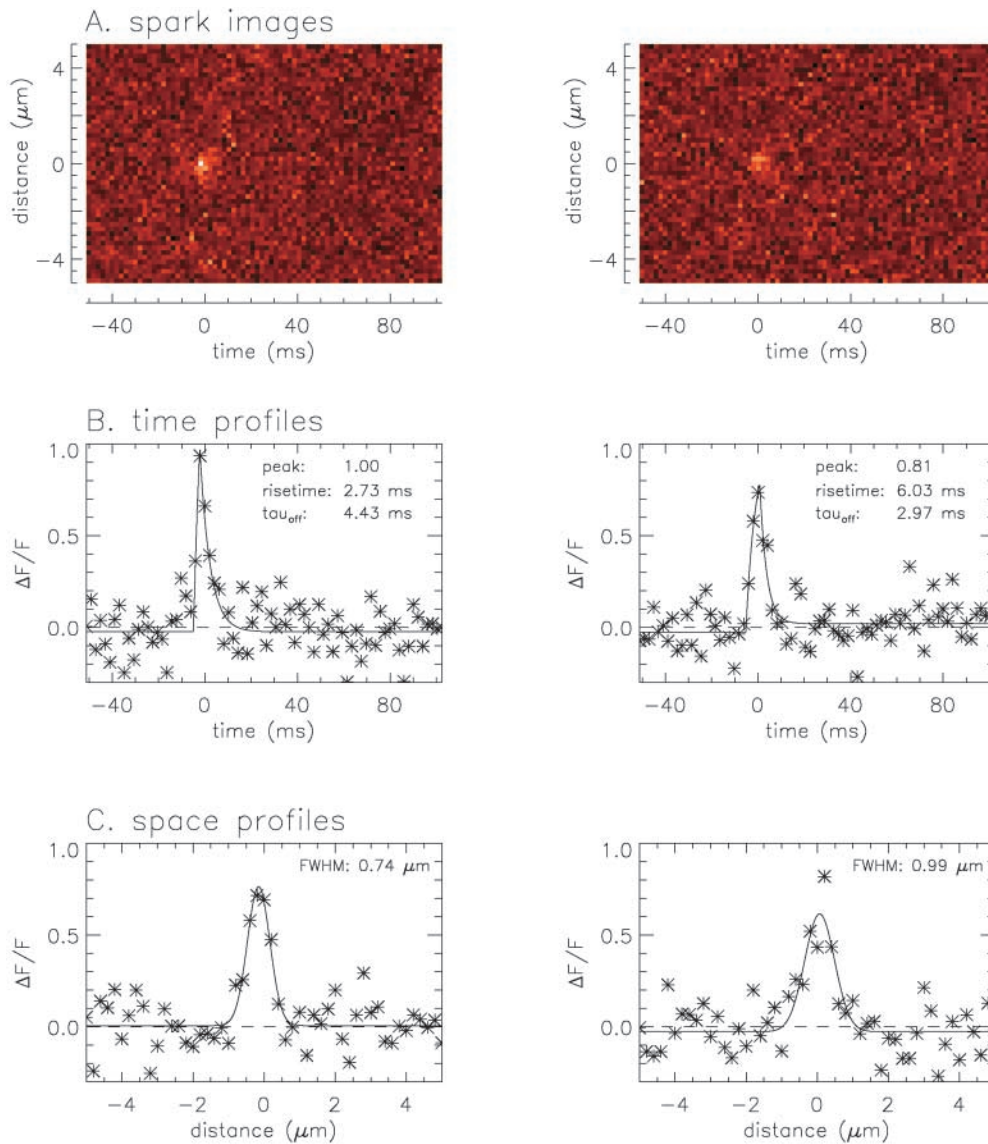 A. spark images
distance (μm)
4
0
−4
−40 0 40 80
time (ms)
distance (μm)
4
0
−4
−40 0 40 80
time (ms)
B. time profiles
ΔF/F
1.0
0.5
0.0
peak: 1.00
risetime: 2.73 ms
tau_off: 4.43 ms
−40 0 40 80
time (ms)
ΔF/F
1.0
0.5
0.0
peak: 0.81
risetime: 6.03 ms
tau_off: 2.97 ms
−40 0 40 80
time (ms)
C. space profiles
ΔF/F
1.0
0.5
0.0
FWHM: 0.74 μm
−4 −2 0 2 4
distance (μm)
ΔF/F
1.0
0.5
0.0
FWHM: 0.99 μm
−4 −2 0 2 4
distance (μm)